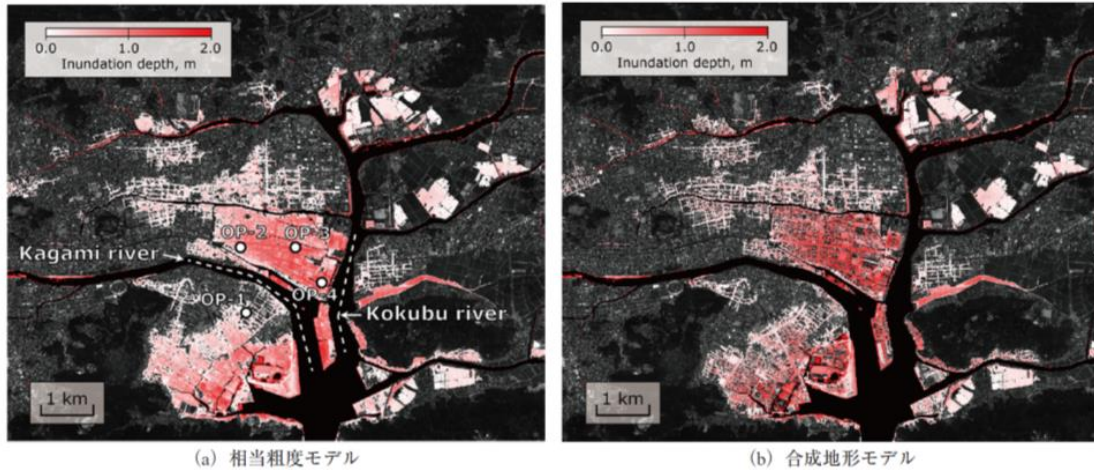 0.0 1.0 2.0
Inundation depth, m
OP-2 OP-3
Kagami river
OP-1 OP-4
Kokubu river
1 km
(a) 相当粗度モデル
0.0 1.0 2.0
Inundation depth, m
1 km
(b) 合成地形モデル